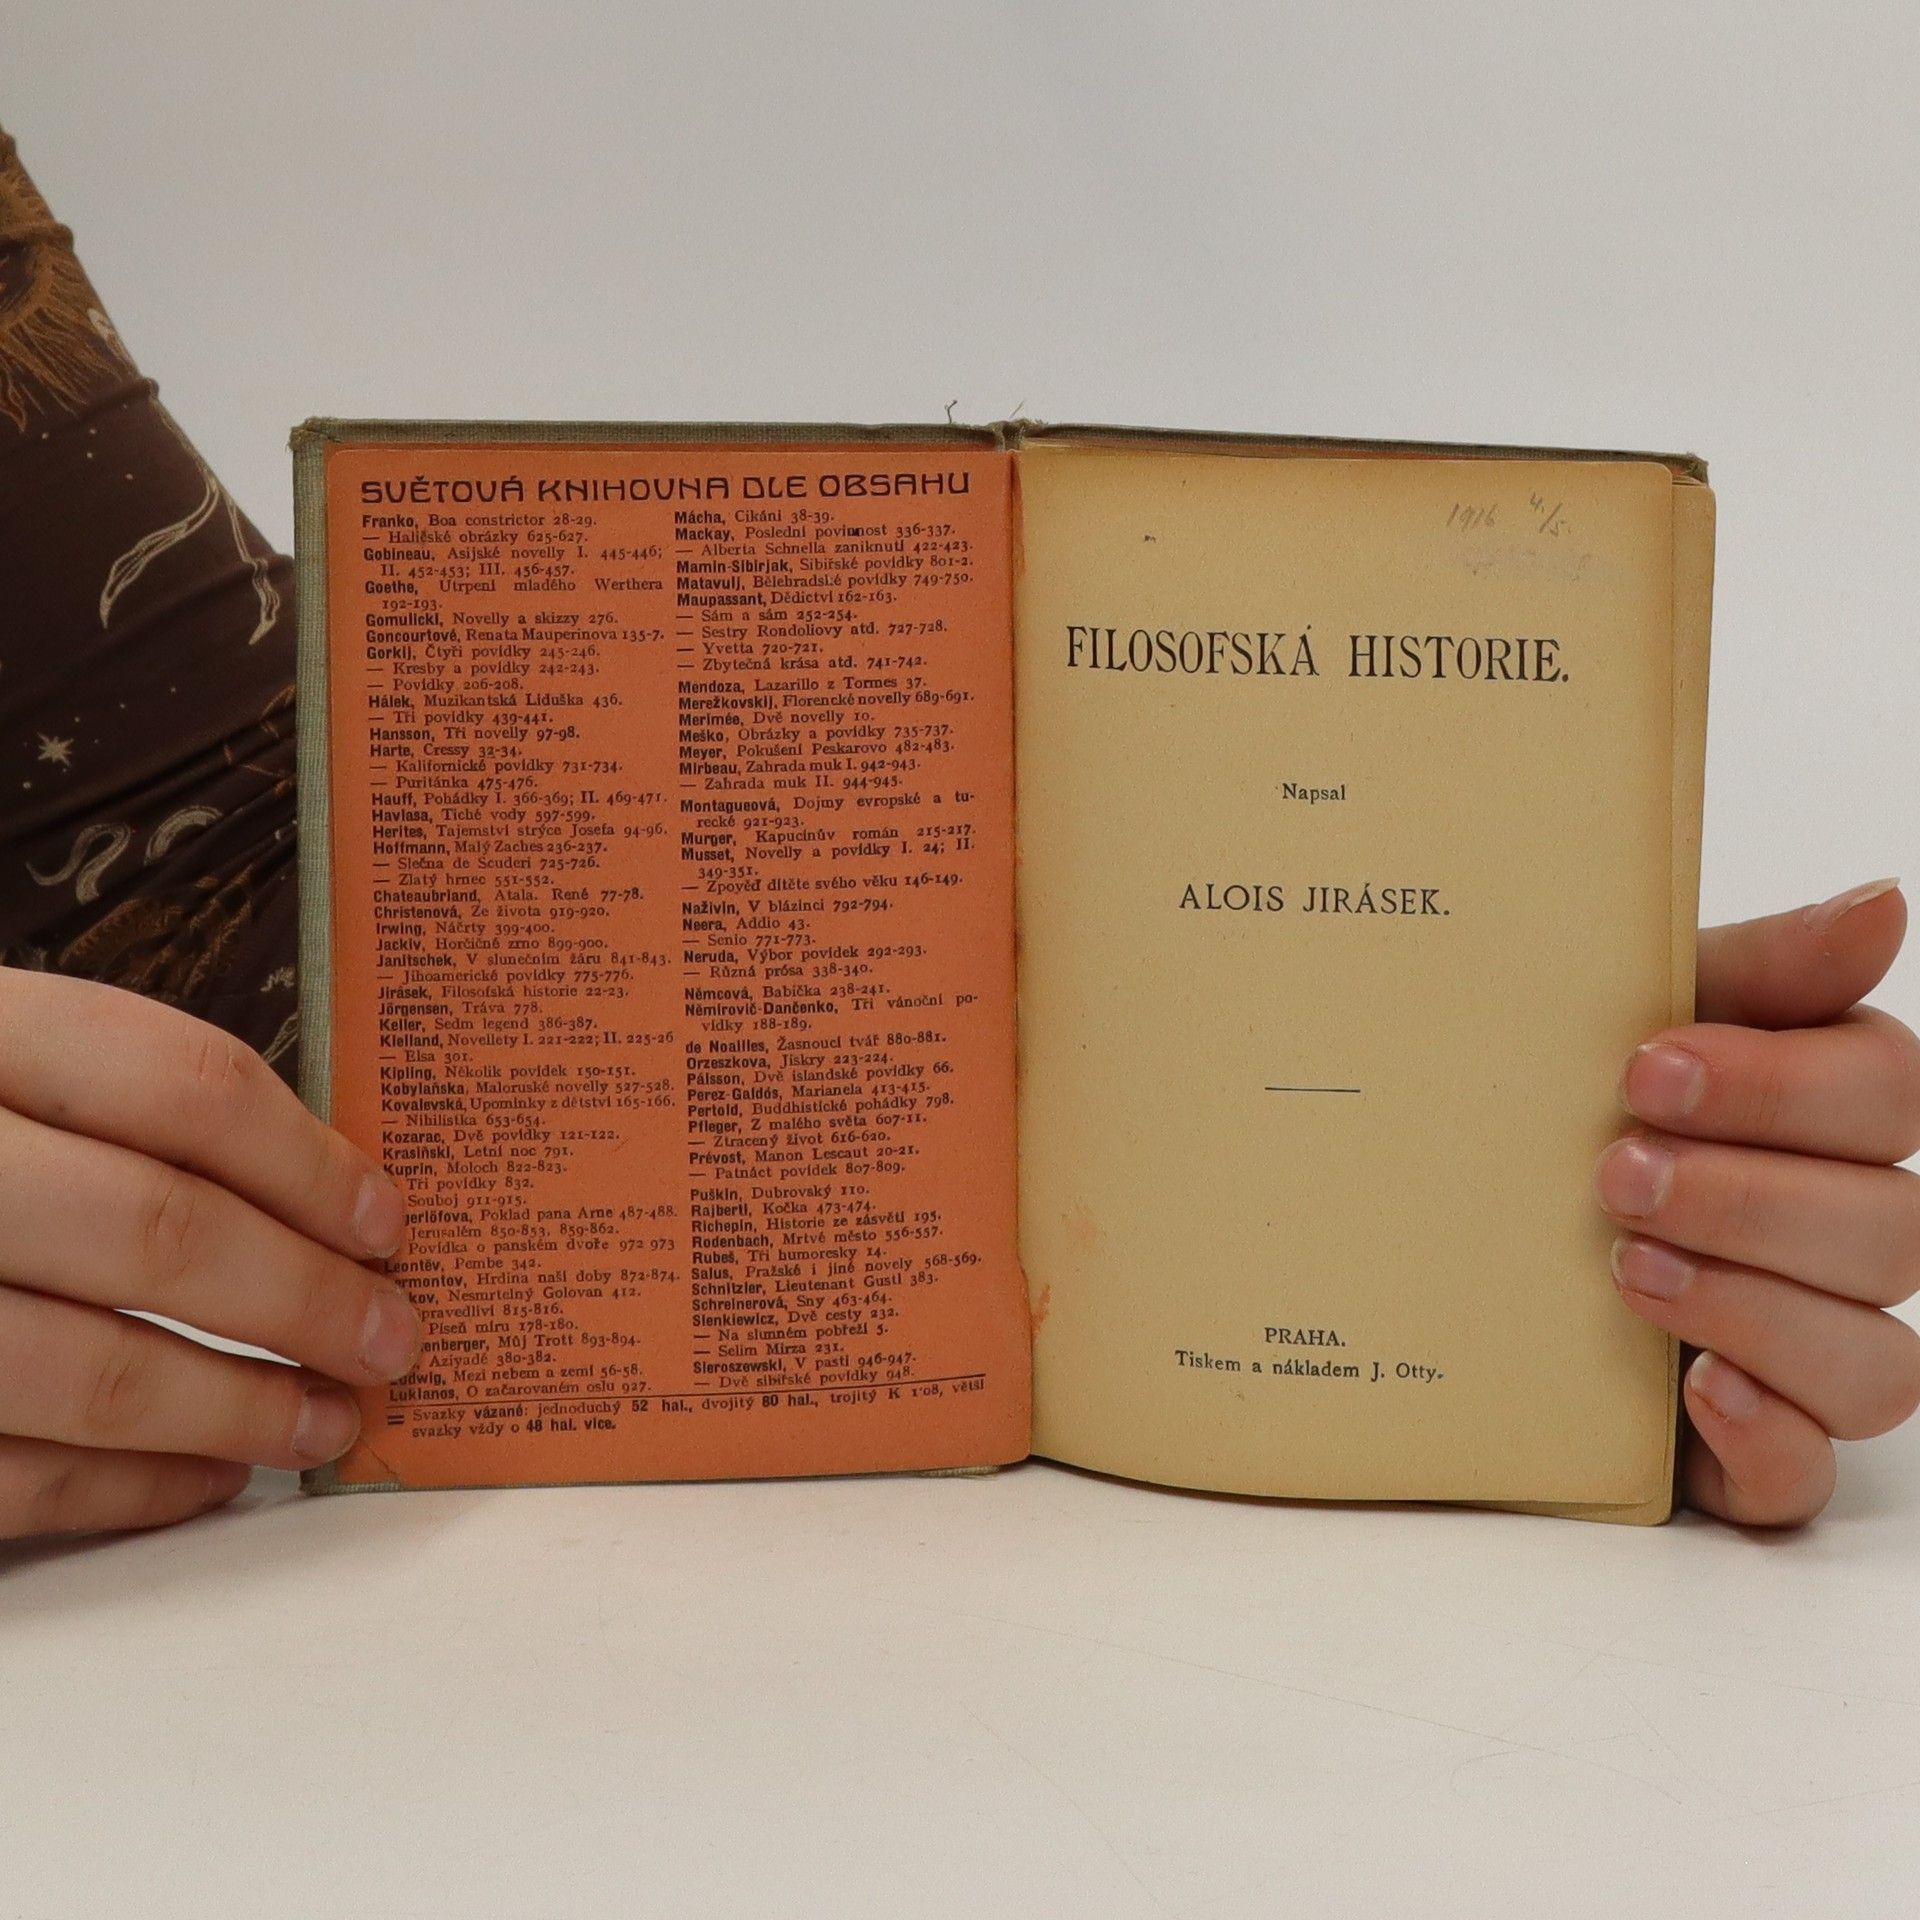 SVĚTOVÁ KNIHOVNA DLE OBSAHU
Franko, Boa constrictor 28-29.
— Haličské obrázky 625-627.
Gobineau, Asijské novelly I. 445-446;
II. 452-453; III. 456-457.
Goethe, Utrpení mladého Werthera
192-193.
Gomulicki, Novelly a skizzy 276.
Goncourtové, Renata Mauperinova 135-7.
Gorkij, Čtyři povídky 245-246.
— Kresby a povídky 242-243.
— Povídky 206-208.
Hálek, Muzikantská Liduška 436.
— Tři povídky 439-441.
Hansson, Tři novelly 97-98.
Harte, Cressy 32-34.
— Kalifornické povídky 731-734.
— Puritánka 475-476.
Hauff, Pohádky I. 366-369; II. 469-471.
Havlasa, Tiché vody 597-599.
Herites, Tajemství strýce Josefa 94-96.
Hoffmann, Malý Zaches 236-237.
— Slečna de Scuderi 725-726.
— Zlatý hrnec 551-552.
Chateaubriand, Atala. René 77-78.
Christenová, Ze života 919-920.
Irwing, Náčrty 399-400.
Jackiv, Horčičné zrno 899-900.
Janitschek, V slunečním žáru 841-843.
— Jihoamerické povídky 775-776.
Jirásek, Filosofská historie 22-23.
Jörgensen, Tráva 778.
Keller, Sedm legend 386-387.
Kielland, Novellety I. 221-222; II. 225-26
— Elsa 301.
Kipling, Několik povídek 150-151.
Kobylaňska, Maloruské novelly 527-528.
Kovalevská, Upomínky z dětství 165-166.
— Nihilistka 653-654.
Kozarac, Dvě povídky 121-122.
Krasiňski, Letní noc 791.
Kuprin, Moloch 822-823.
Tři povídky 832.
Souboj 911-915.
gerlöfova, Poklad pana Arne 487-488.
Jerusalém 850-853, 859-862.
Povídka o panském dvoře 972 973
Leontěv, Pembe 342.
ermontov, Hrdina naší doby 872-874.
kov, Nesmrtelný Golovan 412.
Spravedliví 815-816.
Píseň míru 178-180.
enberger, Můj Trott 893-894.
Aziyadé 380-382.
Ludwig, Mezi nebem a zemí 56-58.
Lukianos, O začarovaném oslu 927.
Mácha, Cikáni 38-39.
Mackay, Poslední povinnost 336-337.
— Alberta Schnella zaniknutí 422-423.
Mamin-Sibirjak, Sibiřské povídky 801-2.
Matavulj, Bělebradské povídky 749-750.
Maupassant, Dědictví 162-163.
— Sám a sám 252-254.
— Sestry Rondoliovy atd. 727-728.
— Yvetta 720-721.
— Zbytečná krása atd. 741-742.
Mendoza, Lazarillo z Tormes 37.
Merežkovskij, Florencké novelly 689-691.
Merimée, Dvě novelly 10.
Meško, Obrázky a povídky 735-737.
Meyer, Pokušení Peskarovo 482-483.
Mirbeau, Zahrada muk I. 942-943.
— Zahrada muk II. 944-945.
Montagueová, Dojmy evropské a tu-
recké 921-923.
Murger, Kapucínův román 215-217.
Musset, Novelly a povídky I. 24; II.
349-351.
— Zpověď dítěte svého věku 146-149.
Naživin, V blázinci 792-794.
Neera, Addio 43.
— Senio 771-773.
Neruda, Výbor povídek 292-293.
— Různá prósa 338-340.
Němcová, Babička 238-241.
Němirovič-Dančenko, Tři vánoční po-
vídky 188-189.
de Noailles, Žasnoucí tvář 880-881.
Orzeszkova, Jiskry 223-224.
Pálsson, Dvě islandské povídky 66.
Perez-Galdós, Marianela 413-415.
Pertold, Buddhistické pohádky 798.
Pfleger, Z malého světa 607-11.
— Ztracený život 616-620.
Prévost, Manon Lescaut 20-21.
— Patnáct povídek 807-809.
Puškin, Dubrovský 110.
Rajbertl, Kočka 473-474.
Richepin, Historie ze zásvětí 195.
Rodenbach, Mrtvé město 556-557.
Rubeš, Tři humoresky 14.
Salus, Pražské i jiné novely 568-569.
Schnitzler, Lieutenant Gustl 383.
Schreinerová, Sny 463-464.
Sienkiewicz, Dvě cesty 232.
— Na slunném pobřeží 5.
— Selim Mirza 231.
Sieroszewski, V pasti 946-947.
— Dvě sibiřské povídky 948.
Svazky vázané: jednoduchý 52 hal., dvojitý 80 hal., trojitý K 1·08, větší
svazky vždy o 48 hal. více.
1916 4./5.
FILOSOFSKÁ HISTORIE.
Napsal
ALOIS JIRÁSEK.
PRAHA.
Tiskem a nákladem J. Otty.